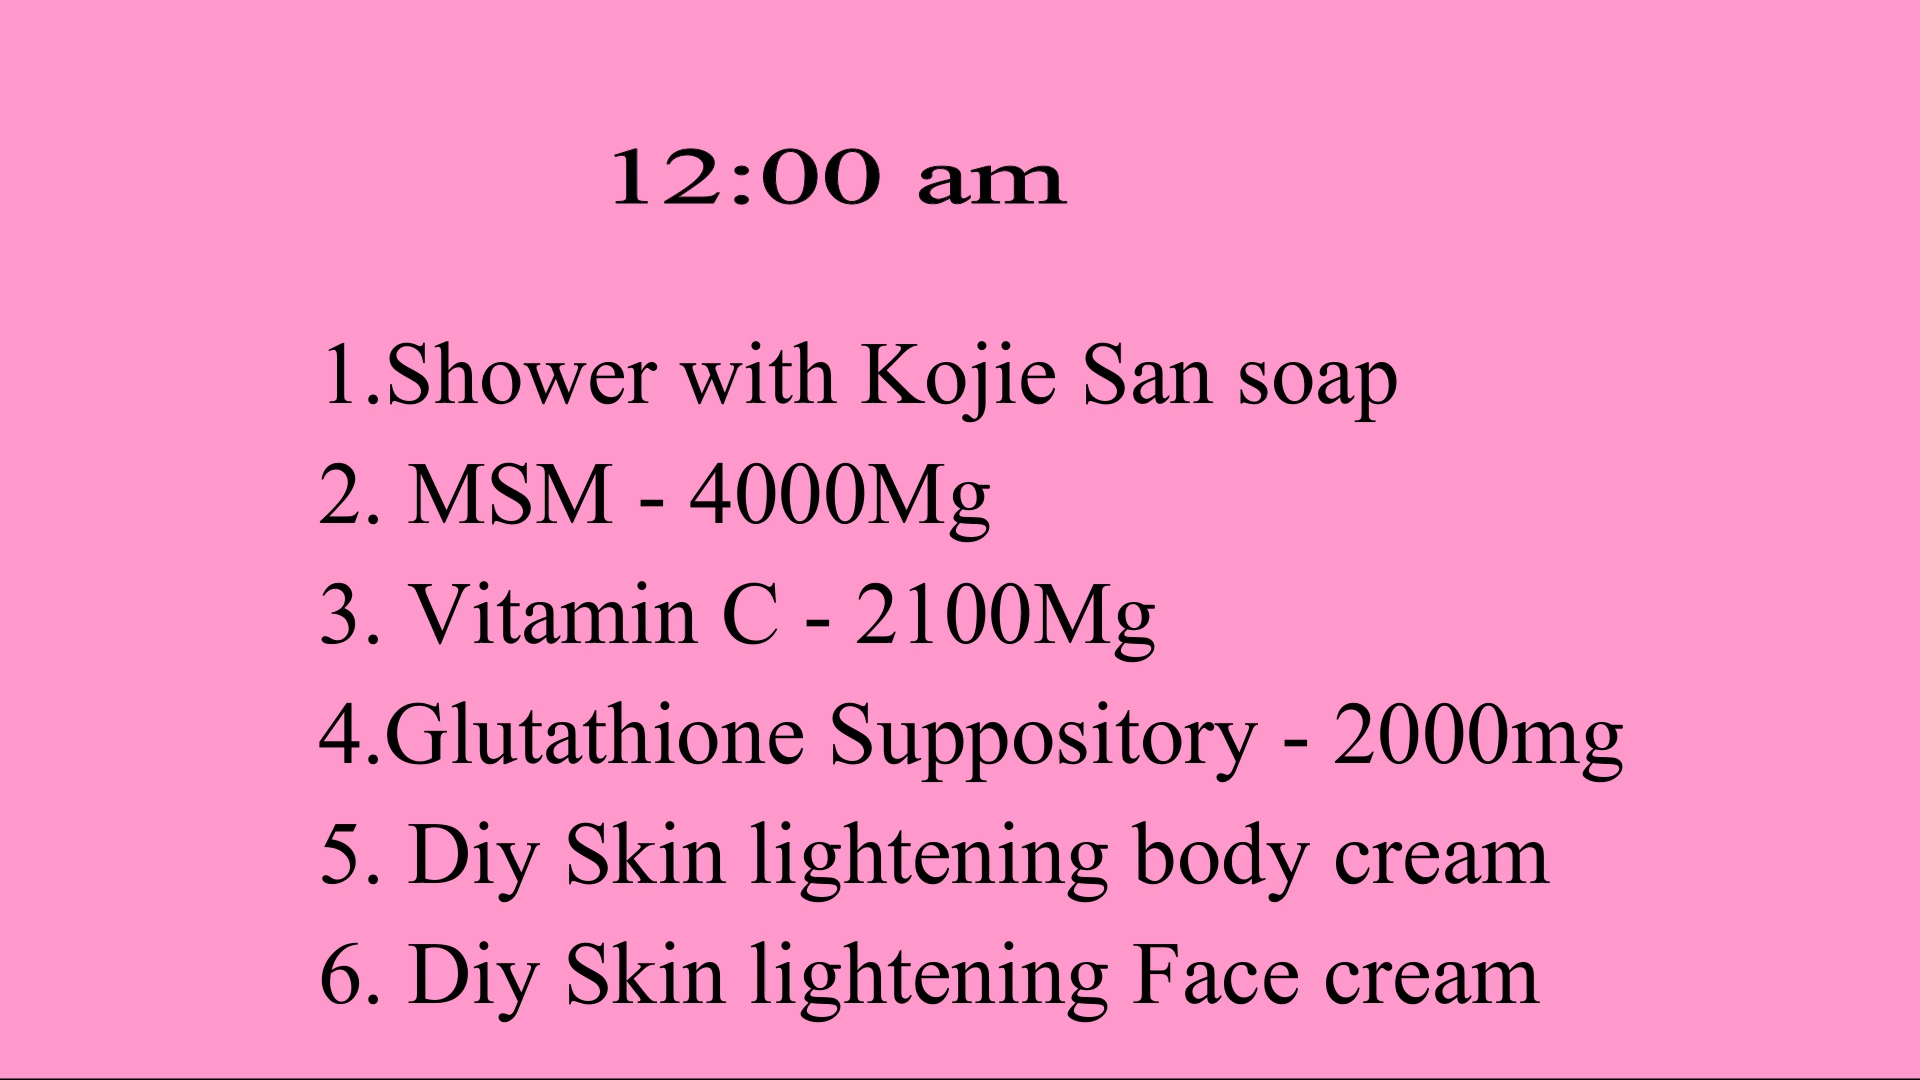 12:00 am
1.Shower with Kojie San soap
2. MSM - 4000Mg
3. Vitamin C - 2100Mg
4.Glutathione Suppository - 2000mg
5. Diy Skin lightening body cream
6. Diy Skin lightening Face cream